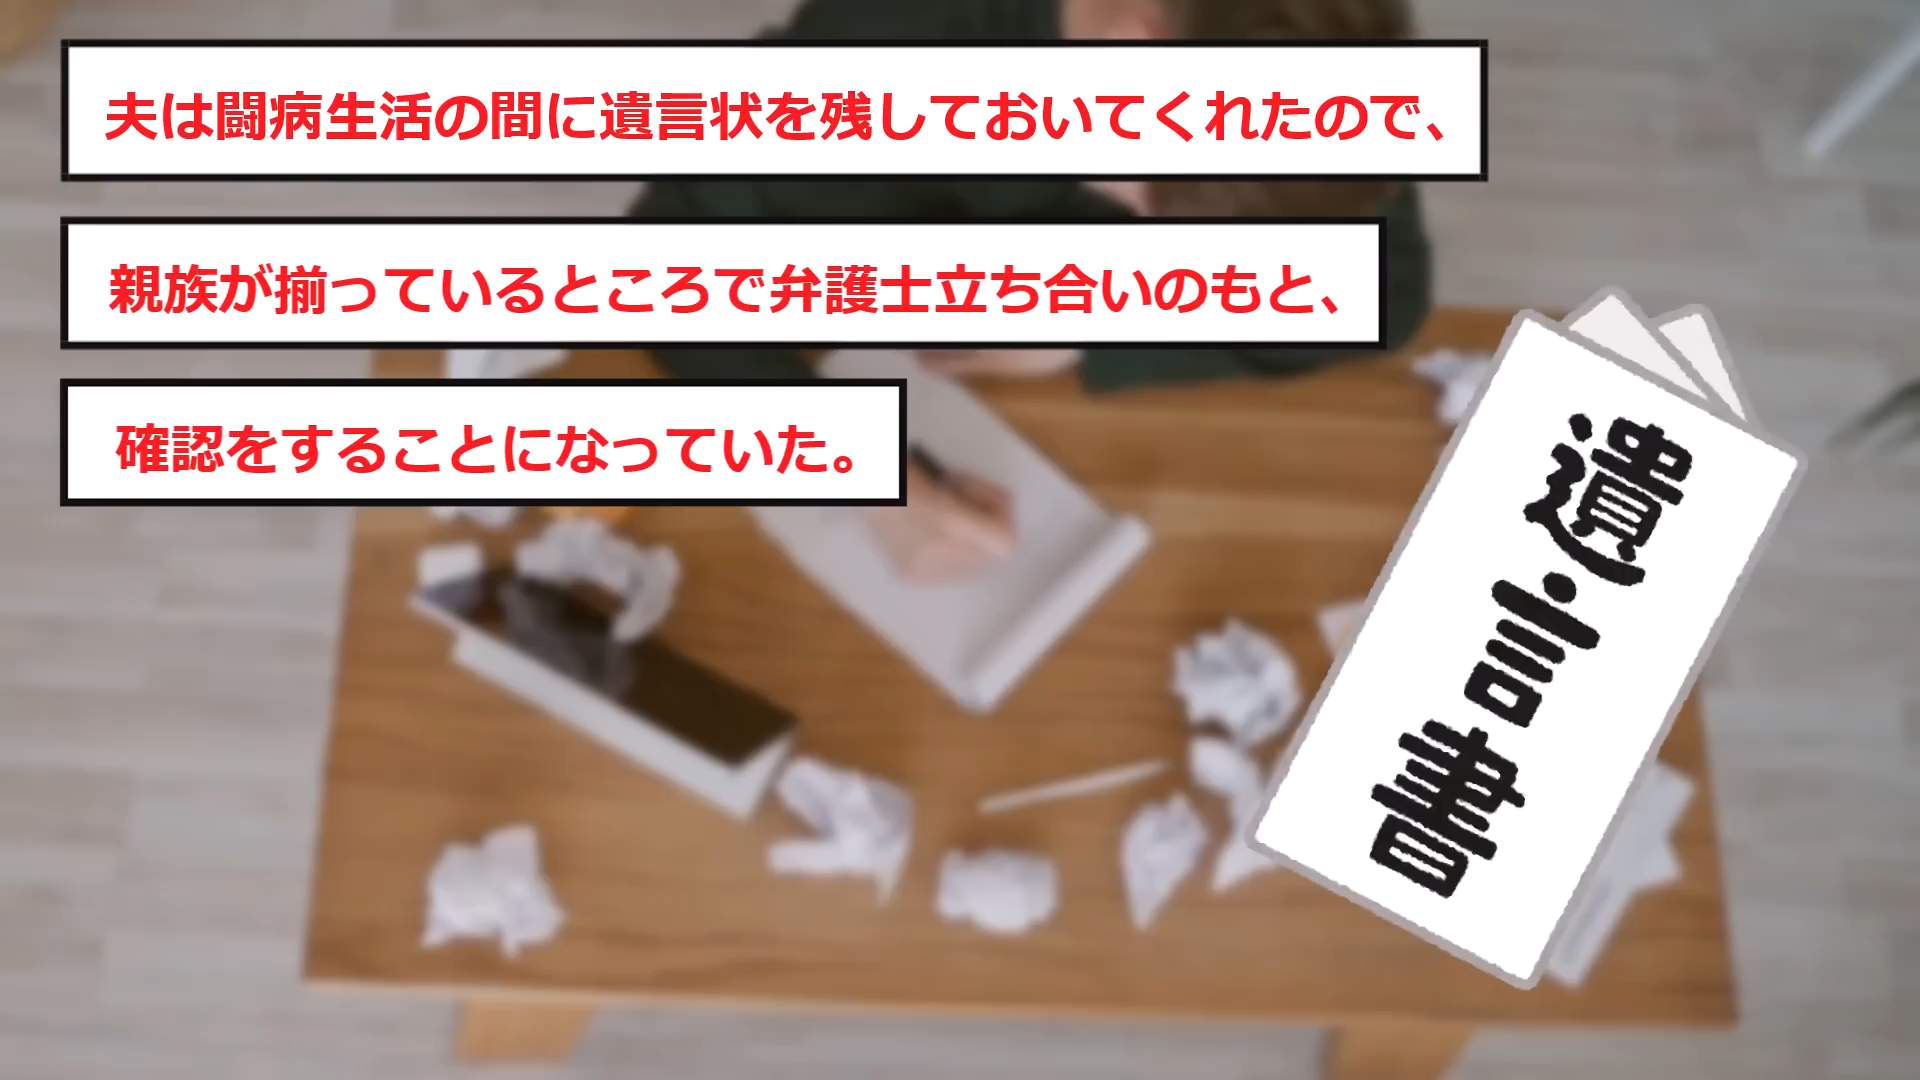 夫は闘病生活の間に遺言状を残しておいてくれたので、
親族が揃っているところで弁護士立ち合いのもと、
確認をすることになっていた。
遺言書